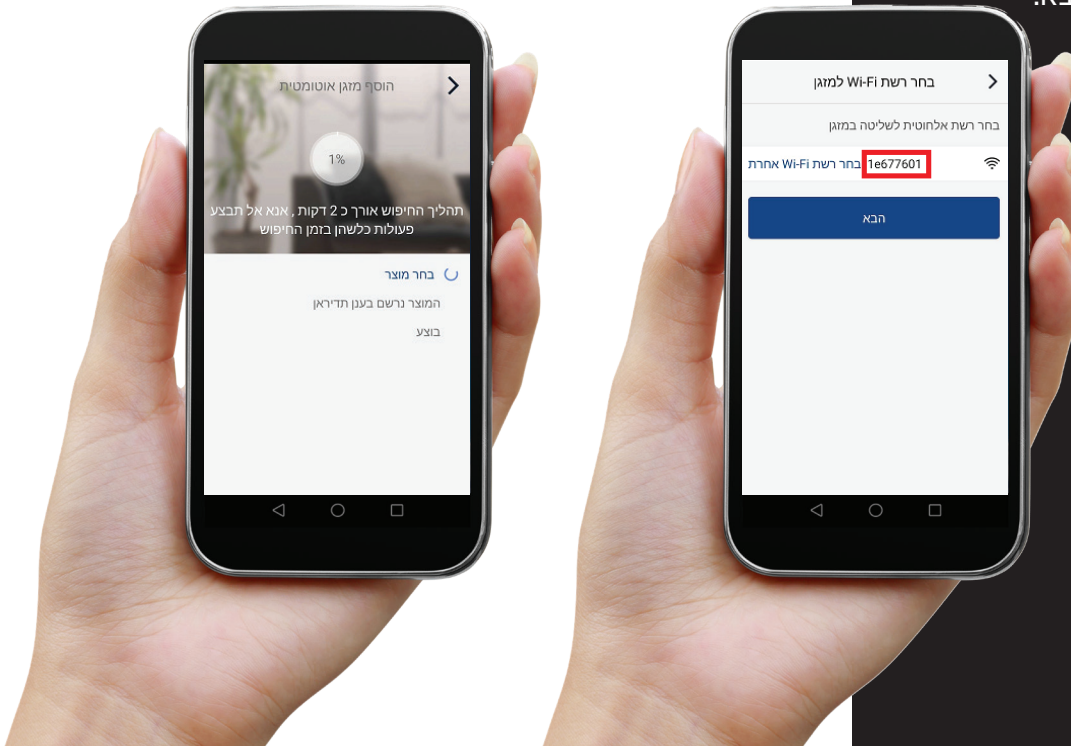 בחר רשת Wi-Fi למזגן
בחר רשת אלחוטית לשליטה במזגן
1e677601 בחר רשת Wi-Fi אחרת
הבא
הוסף מזגן אוטומטית
1%
תהליך החיפוש אורך כ 2 דקות , אנא אל תבצע
פעולות כלשהן בזמן החיפוש
בחר מוצר
המוצר נרשם בענן תדיראן
בוצע